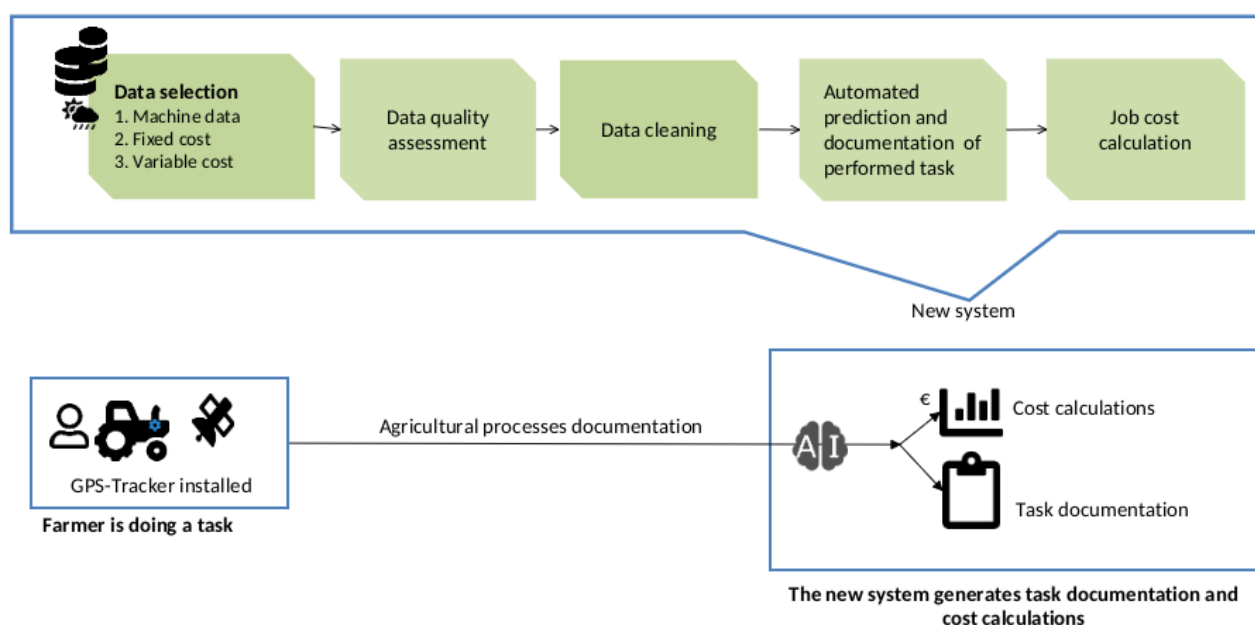 Data selection
1. Machine data
2. Fixed cost
3. Variable cost
Data quality
assessment
Data cleaning
Automated
prediction and
documentation of
performed task
Job cost
calculation
New system
GPS-Tracker installed
Farmer is doing a task
Agricultural processes documentation
AI
€
Cost calculations
Task documentation
The new system generates task documentation and
cost calculations